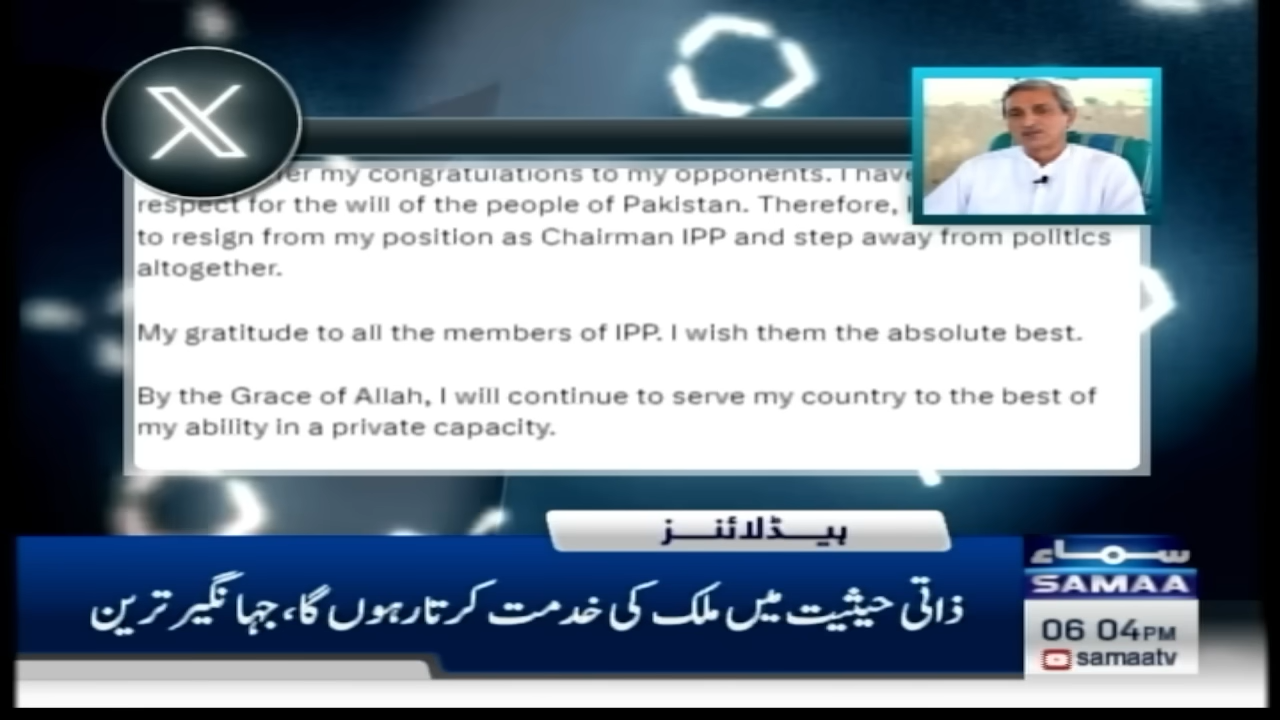 my congratulations to my opponents. I have
respect for the will of the people of Pakistan. Therefore,
to resign from my position as Chairman IPP and step away from politics
altogether.
My gratitude to all the members of IPP. I wish them the absolute best.
By the Grace of Allah, I will continue to serve my country to the best of
my ability in a private capacity.
ہیڈلائنز
ذاتی حیثیت میں ملک کی خدمت کرتا رہوں گا، جہانگیر ترین
سماء
SAMAA
06 04PM
samaatv